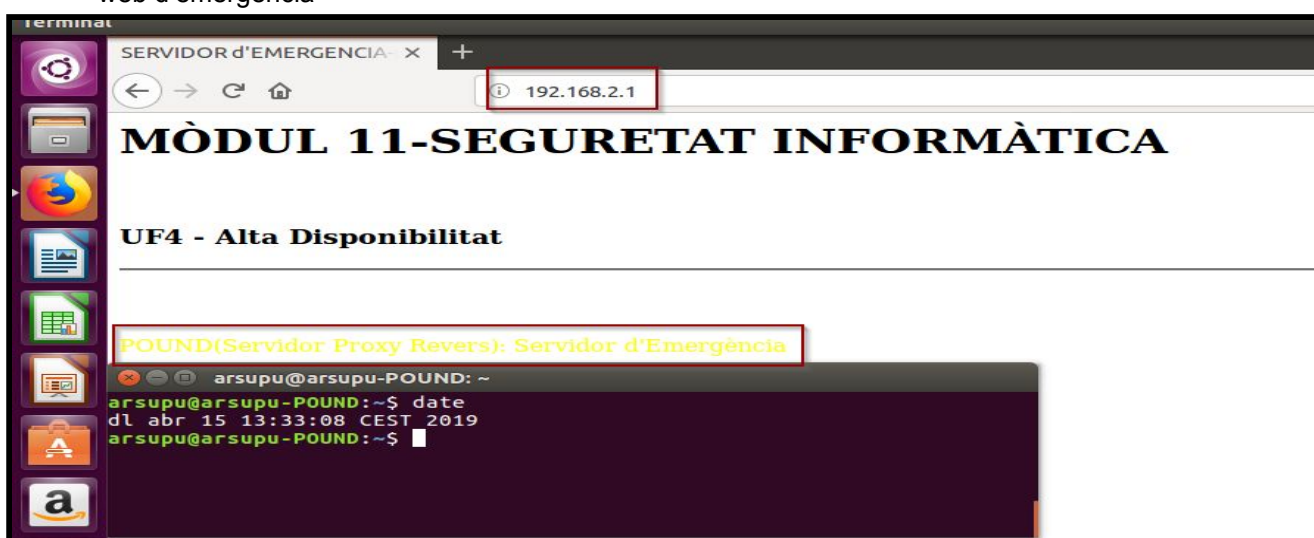 web d'emergència
Terminal
SERVIDOR d'EMERGENCIA-
192.168.2.1
MÒDUL 11-SEGURETAT INFORMÀTICA
UF4 - Alta Disponibilitat
POUND(Servidor Proxy Revers): Servidor d'Emergència
arsupu@arsupu-POUND: ~
arsupu@arsupu-POUND:~$ date
dl abr 15 13:33:08 CEST 2019
arsupu@arsupu-POUND:~$